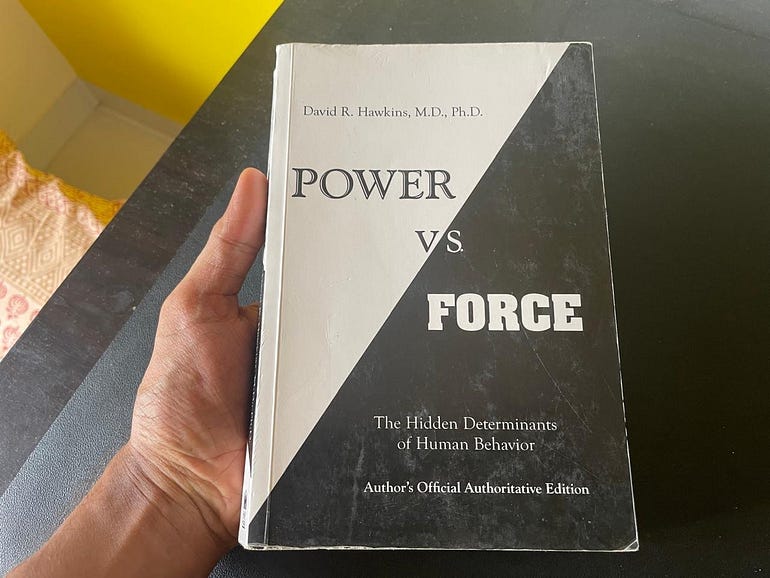 David R. Hawkins, M.D., Ph.D.
POWER
VS.
FORCE
The Hidden Determinants
of Human Behavior
Author's Official Authoritative Edition